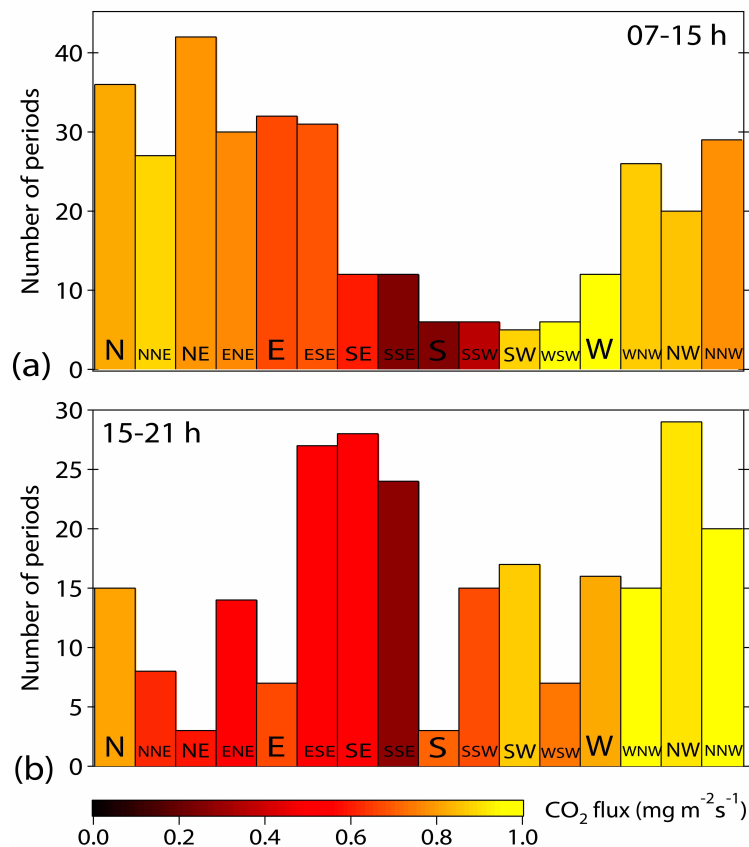 07-15 h
Number of periods
40
30
20
10
0
N NNE NE ENE E ESE SE SSE S SSW SW WSW W WNW NW NNW
(a)
15-21 h
Number of periods
30
25
20
15
10
5
0
N NNE NE ENE E ESE SE SSE S SSW SW WSW W WNW NW NNW
(b)
CO₂ flux (mg m⁻²s⁻¹)
0.0 0.2 0.4 0.6 0.8 1.0